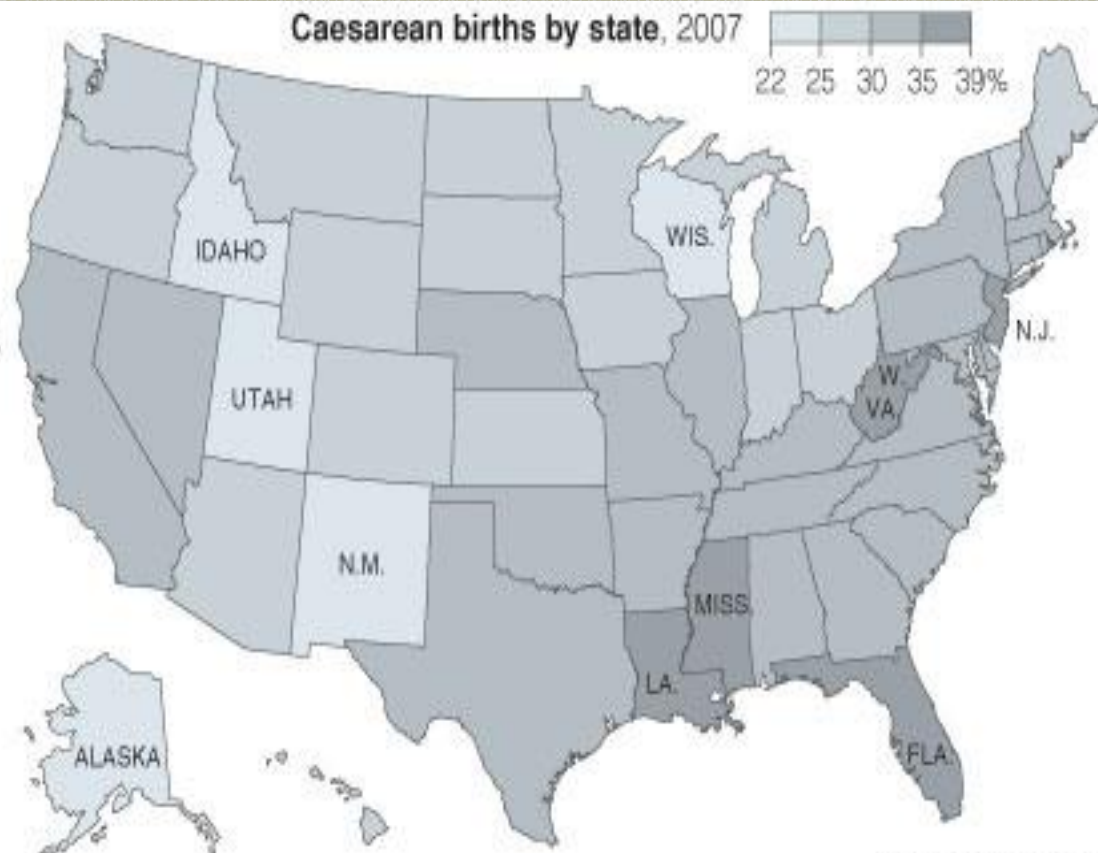 Caesarean births by state, 2007
22 25 30 35 39%
WIS.
IDAHO
N.J.
W.
VA.
UTAH
N.M.
MISS.
LA.
FLA.
ALASKA